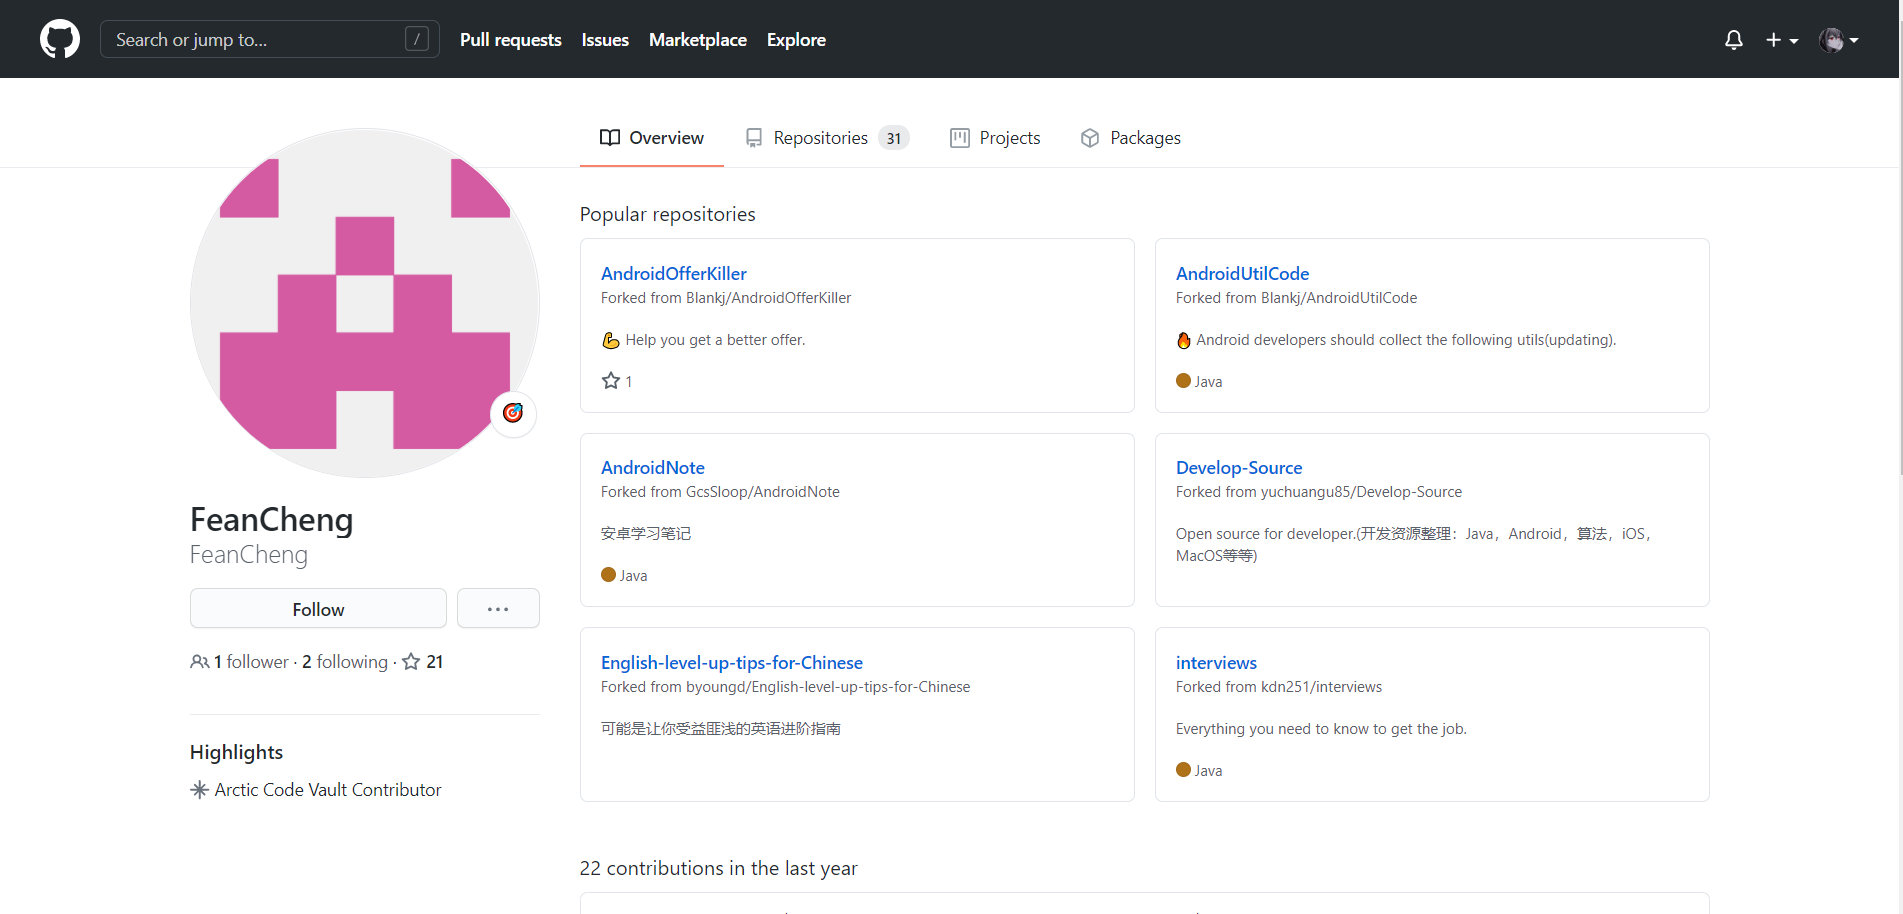 Search or jump to... /
Pull requests Issues Marketplace Explore
Overview Repositories 31 Projects Packages
FeanCheng
FeanCheng
Follow
1 follower · 2 following · 21
Highlights
Arctic Code Vault Contributor
Popular repositories
AndroidOfferKiller
Forked from Blankj/AndroidOfferKiller
💪 Help you get a better offer.
1
AndroidUtilCode
Forked from Blankj/AndroidUtilCode
🔥 Android developers should collect the following utils(updating).
Java
AndroidNote
Forked from GcsSloop/AndroidNote
安卓学习笔记
Java
Develop-Source
Forked from yuchuangu85/Develop-Source
Open source for developer.(开发资源整理：Java，Android，算法，iOS，
MacOS等等)
English-level-up-tips-for-Chinese
Forked from byoungd/English-level-up-tips-for-Chinese
可能是让你受益匪浅的英语进阶指南
interviews
Forked from kdn251/interviews
Everything you need to know to get the job.
Java
22 contributions in the last year